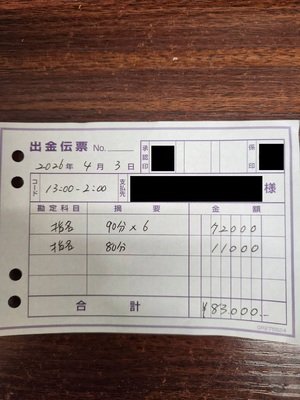 出金伝票 No.
承認印
係印
2026年 4月 3日
コード 13:00-2:00 支払先 様
勘定科目 摘要 金額
指名 90分×6 72000
指名 80分 11000
合計 ¥83,000.-